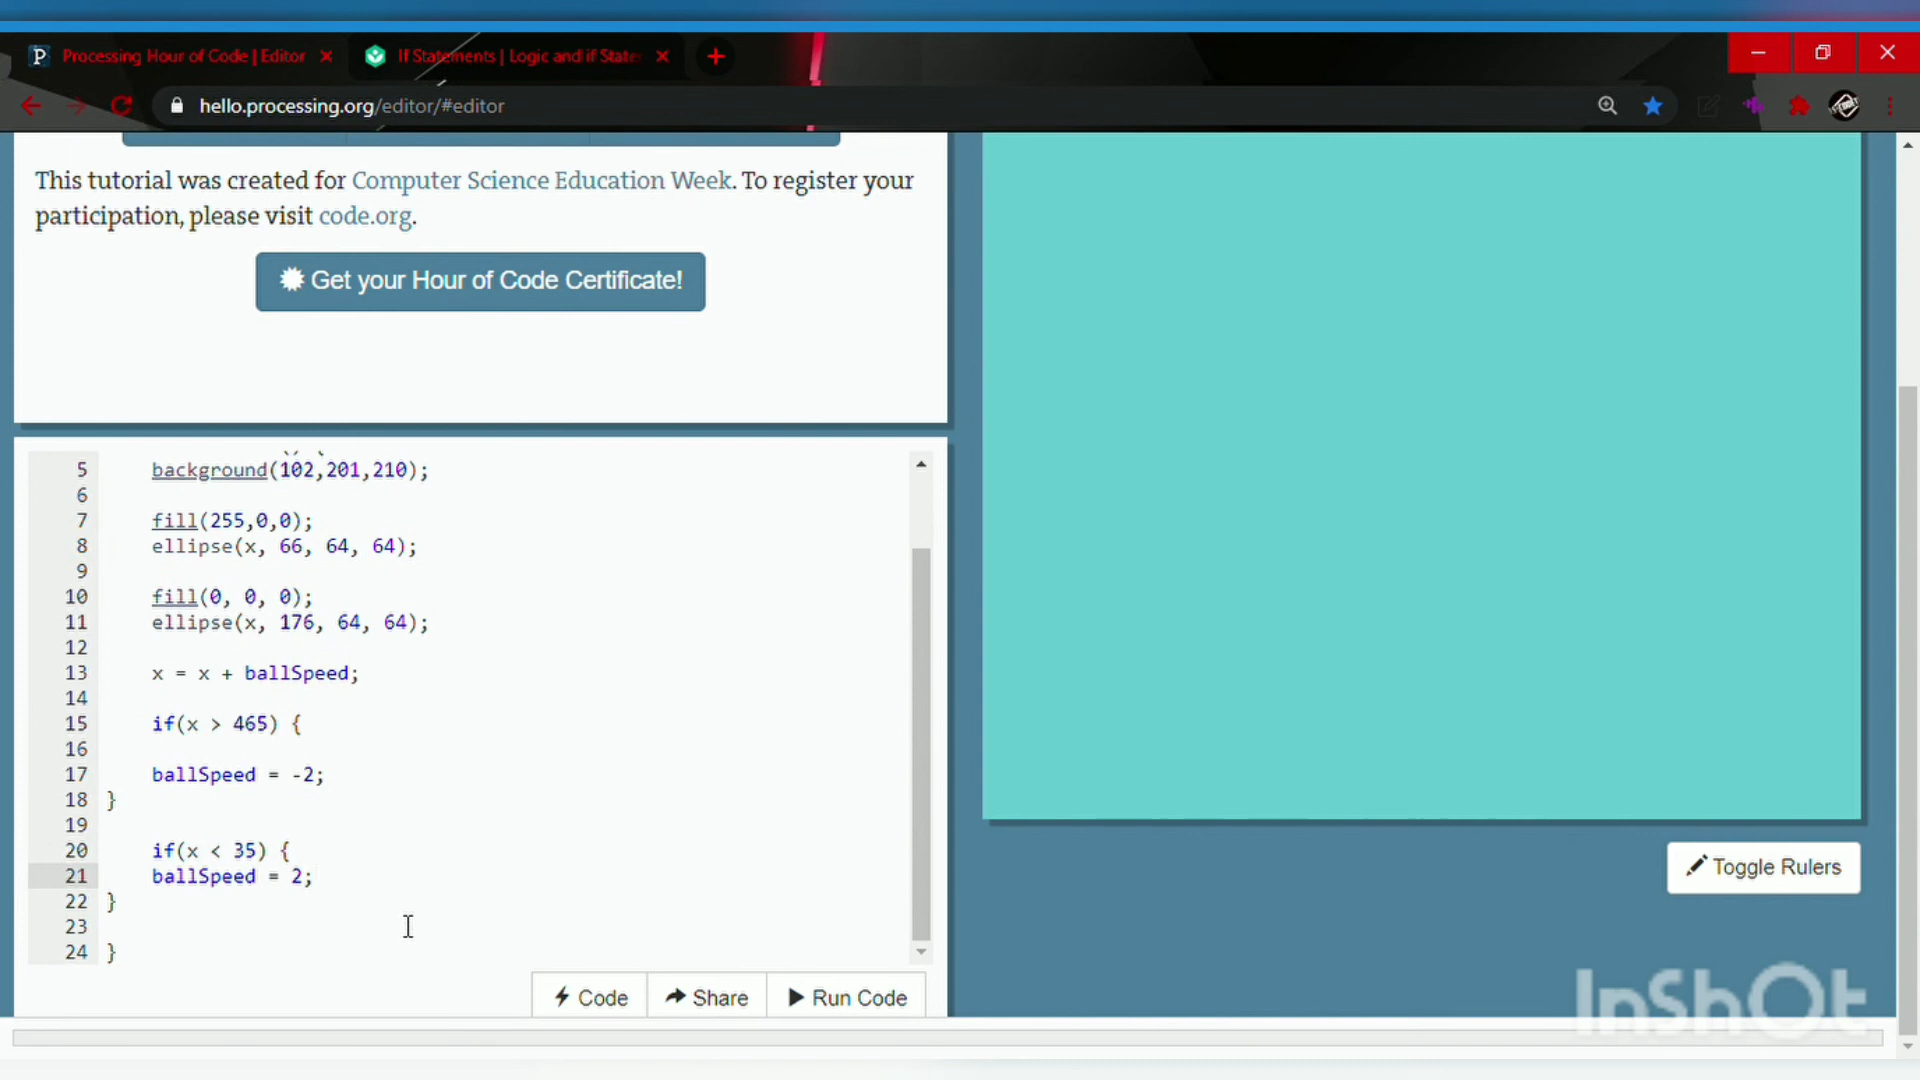 Processing Hour of Code | Editor
If Statements | Logic and if State
hello.processing.org/editor/#editor
This tutorial was created for Computer Science Education Week. To register your
participation, please visit code.org.
Get your Hour of Code Certificate!
5 background(102,201,210);
6
7 fill(255,0,0);
8 ellipse(x, 66, 64, 64);
9
10 fill(0, 0, 0);
11 ellipse(x, 176, 64, 64);
12
13 x = x + ballSpeed;
14
15 if(x > 465) {
16
17 ballSpeed = -2;
18 }
19
20 if(x < 35) {
21 ballSpeed = 2;
22 }
23
24 }
Code Share Run Code
Toggle Rulers
InShOt